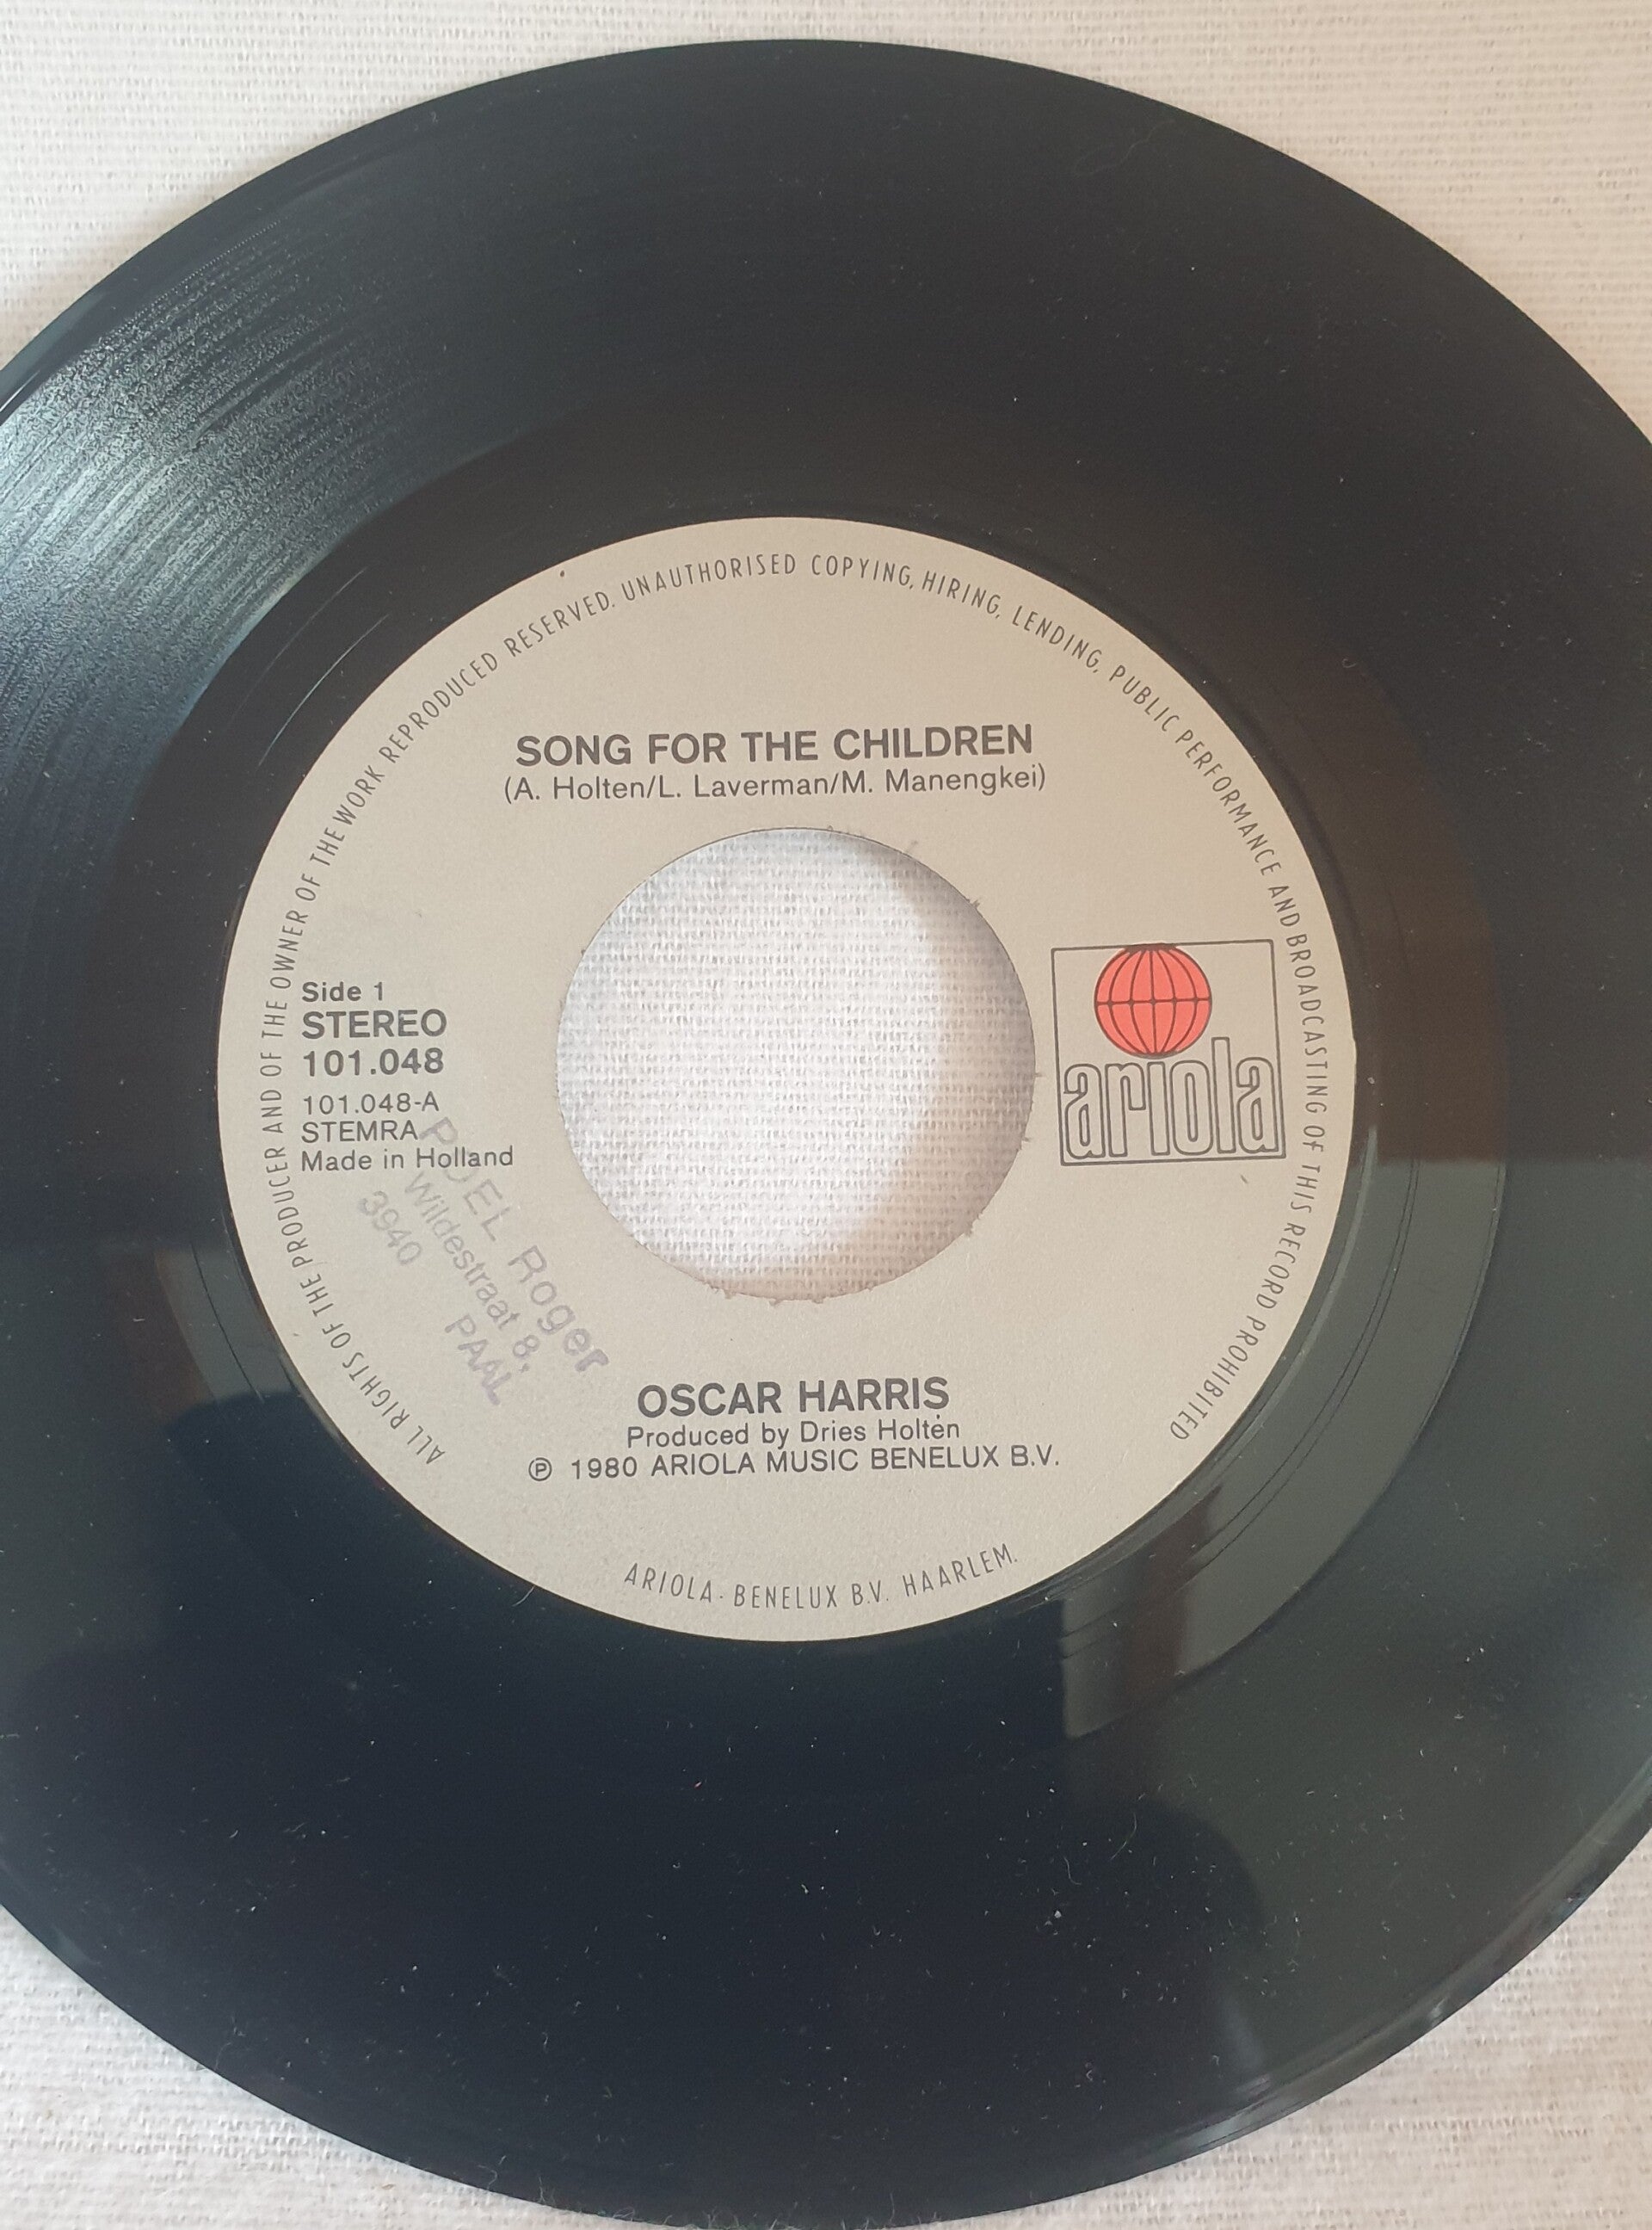 ALL RIGHTS OF THE PRODUCER AND OF THE OWNER OF THE WORK REPRODUCED RESERVED. UNAUTHORISED COPYING, HIRING, LENDING, PUBLIC PERFORMANCE AND BROADCASTING OF THIS RECORD PROHIBITED
SONG FOR THE CHILDREN
(A. Holten/L. Laverman/M. Manengkei)
Side 1
STEREO
101.048
101.048-A
STEMRA
Made in Holland
ariola
Roger
Wildestraat 8,
3940 PAAL
OSCAR HARRIS
Produced by Dries Holten
℗ 1980 ARIOLA MUSIC BENELUX B.V.
ARIOLA-BENELUX B.V. HAARLEM.